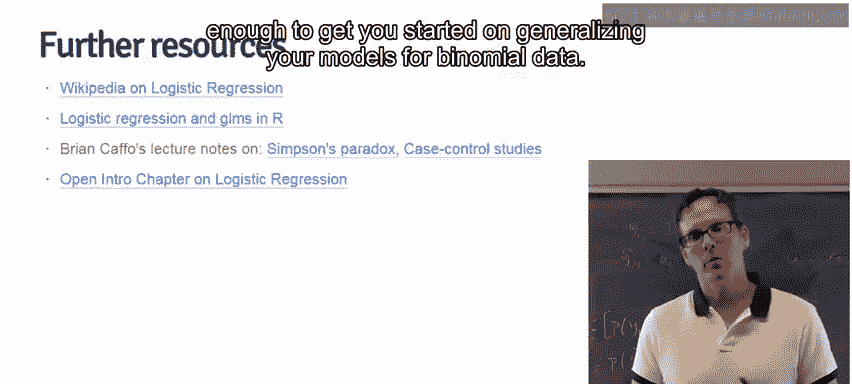 enough to get you started on generalizing
your models for binomial data.
Further resources
Wikipedia on Logistic Regression
Logistic regression and glms in R
Brian Caffo's lecture notes on: Simpson's paradox, Case-control studies
Open Intro Chapter on Logistic Regression